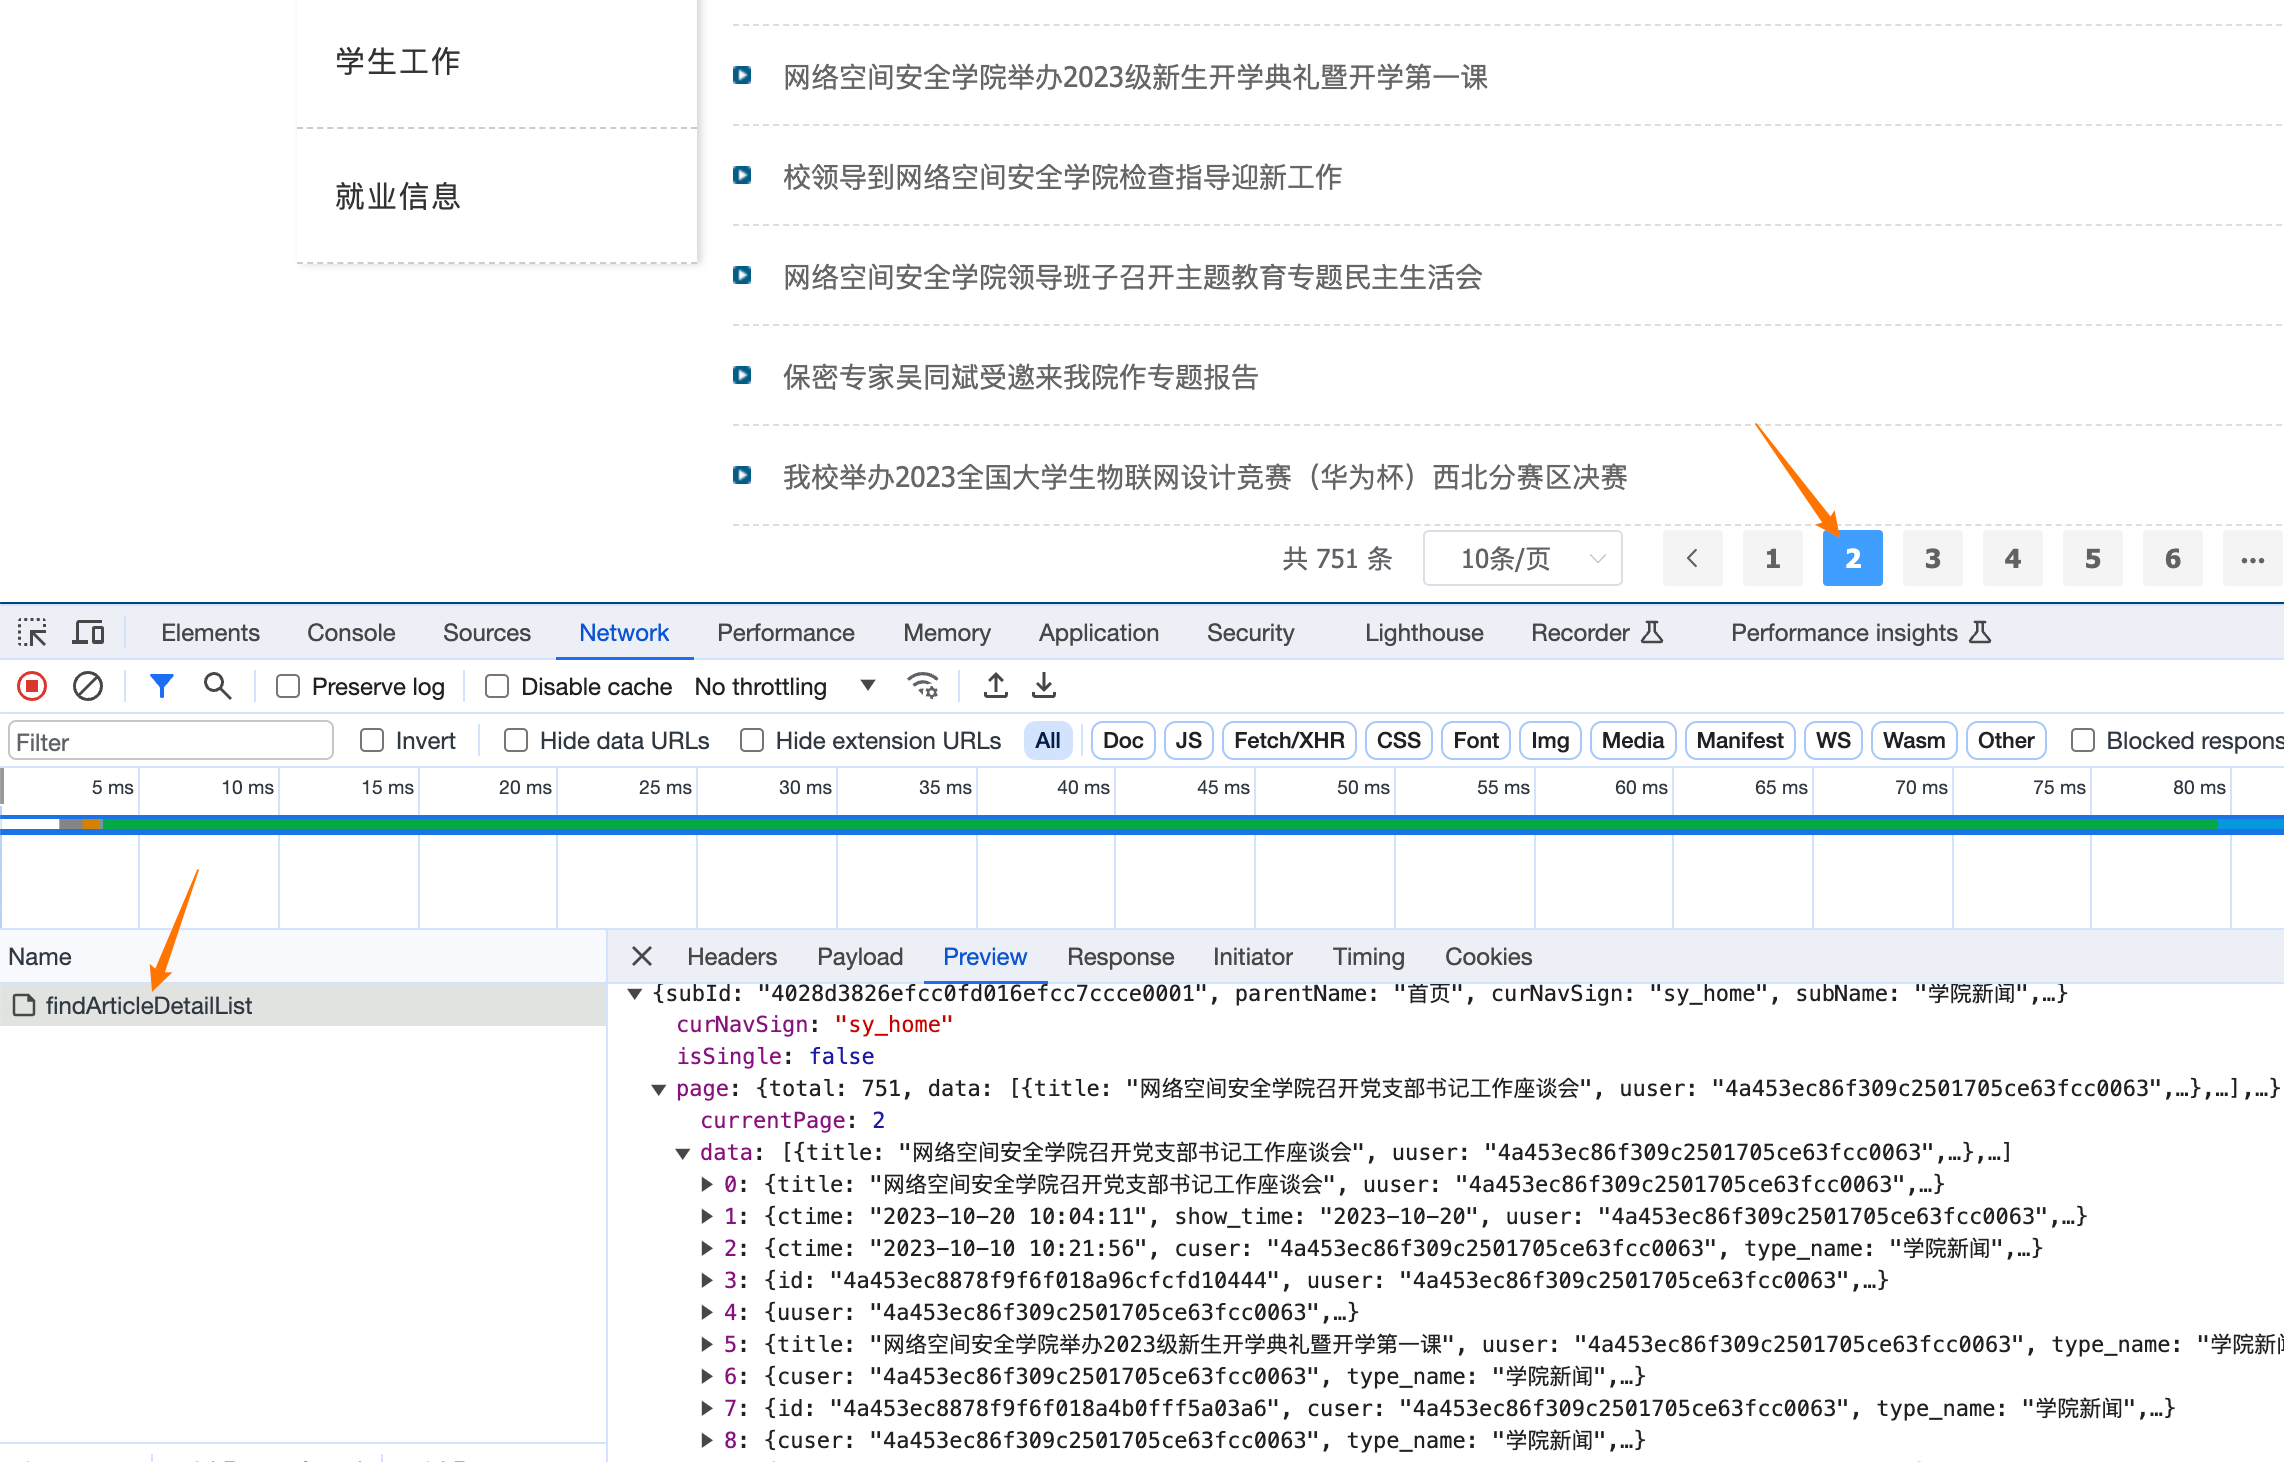 学生工作
就业信息
网络空间安全学院举办2023级新生开学典礼暨开学第一课
校领导到网络空间安全学院检查指导迎新工作
网络空间安全学院领导班子召开主题教育专题民主生活会
保密专家吴同斌受邀来我院作专题报告
我校举办2023全国大学生物联网设计竞赛（华为杯）西北分赛区决赛
共 751 条 10条/页 1 2 3 4 5 6 ...
Elements Console Sources Network Performance Memory Application Security Lighthouse Recorder Performance insights
Preserve log Disable cache No throttling
Filter Invert Hide data URLs Hide extension URLs All Doc JS Fetch/XHR CSS Font Img Media Manifest WS Wasm Other Blocked respons
5 ms 10 ms 15 ms 20 ms 25 ms 30 ms 35 ms 40 ms 45 ms 50 ms 55 ms 60 ms 65 ms 70 ms 75 ms 80 ms
Name
findArticleDetailList
Headers Payload Preview Response Initiator Timing Cookies
{subId: "4028d3826efcc0fd016efcc7ccce0001", parentName: "首页", curNavSign: "sy_home", subName: "学院新闻",…}
curNavSign: "sy_home"
isSingle: false
page: {total: 751, data: [{title: "网络空间安全学院召开党支部书记工作座谈会", uuser: "4a453ec86f309c2501705ce63fcc0063",…},…],…}
currentPage: 2
data: [{title: "网络空间安全学院召开党支部书记工作座谈会", uuser: "4a453ec86f309c2501705ce63fcc0063",…},…]
0: {title: "网络空间安全学院召开党支部书记工作座谈会", uuser: "4a453ec86f309c2501705ce63fcc0063",…}
1: {ctime: "2023-10-20 10:04:11", show_time: "2023-10-20", uuser: "4a453ec86f309c2501705ce63fcc0063",…}
2: {ctime: "2023-10-10 10:21:56", cuser: "4a453ec86f309c2501705ce63fcc0063", type_name: "学院新闻",…}
3: {id: "4a453ec8878f9f6f018a96cfcfd10444", uuser: "4a453ec86f309c2501705ce63fcc0063",…}
4: {uuser: "4a453ec86f309c2501705ce63fcc0063",…}
5: {title: "网络空间安全学院举办2023级新生开学典礼暨开学第一课", uuser: "4a453ec86f309c2501705ce63fcc0063", type_name: "学院新
6: {cuser: "4a453ec86f309c2501705ce63fcc0063", type_name: "学院新闻",…}
7: {id: "4a453ec8878f9f6f018a4b0fff5a03a6", cuser: "4a453ec86f309c2501705ce63fcc0063", type_name: "学院新闻",…}
8: {cuser: "4a453ec86f309c2501705ce63fcc0063", type_name: "学院新闻",…}